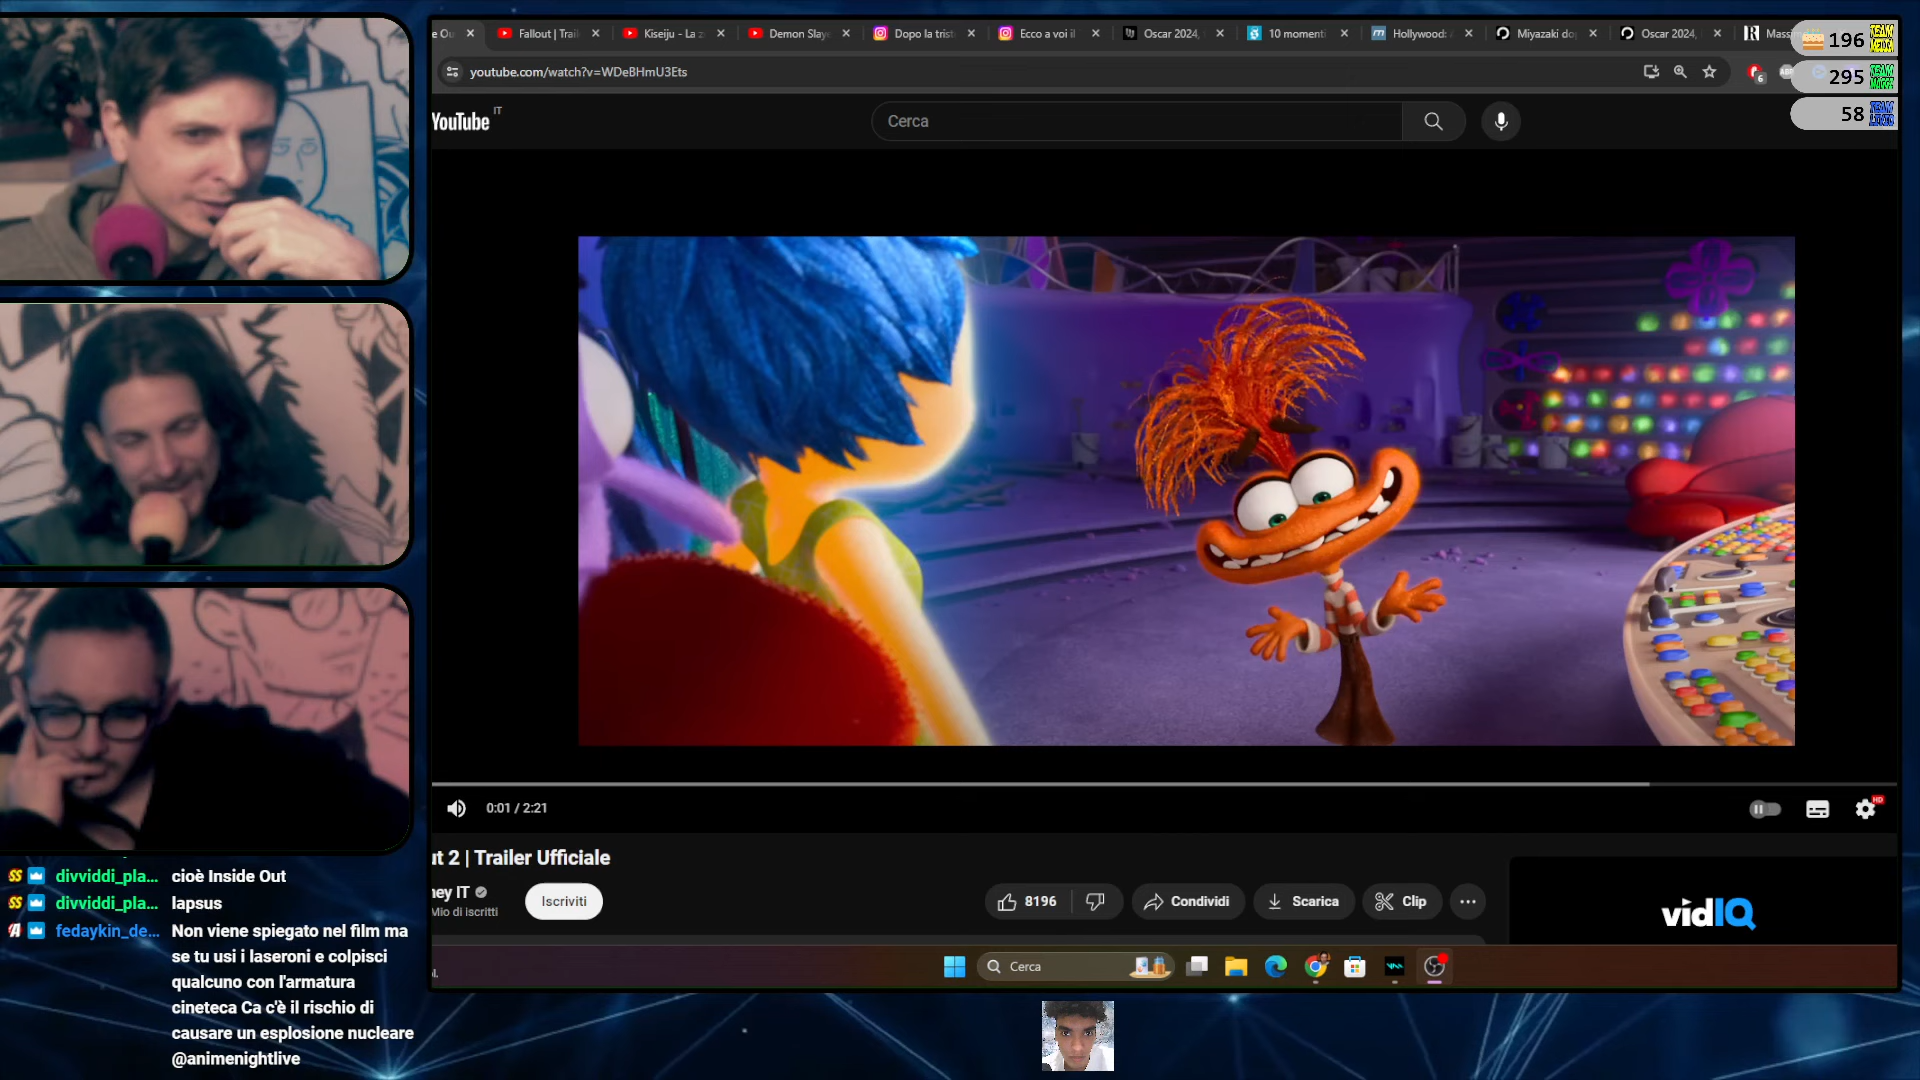 e Ou
Fallout | Trail
Kiseiju - La z
Demon Slay
Dopo la trist
Ecco a voi il
Oscar 2024,
10 momenti
Hollywood:
Miyazaki do
Oscar 2024,
Massi
196
295
58
youtube.com/watch?v=WDeBHmU3Ets
6
YouTube IT
Cerca
0:01 / 2:21
HD
ut 2 | Trailer Ufficiale
ney IT
Mio di iscritti
Iscriviti
8196
Condividi
Scarica
Clip
vidIQ
Cerca
divviddi_pla... cioè Inside Out
divviddi_pla... lapsus
fedaykin_de... Non viene spiegato nel film ma
se tu usi i laseroni e colpisci
qualcuno con l'armatura
cineteca Ca c'è il rischio di
causare un esplosione nucleare
@animenightlive